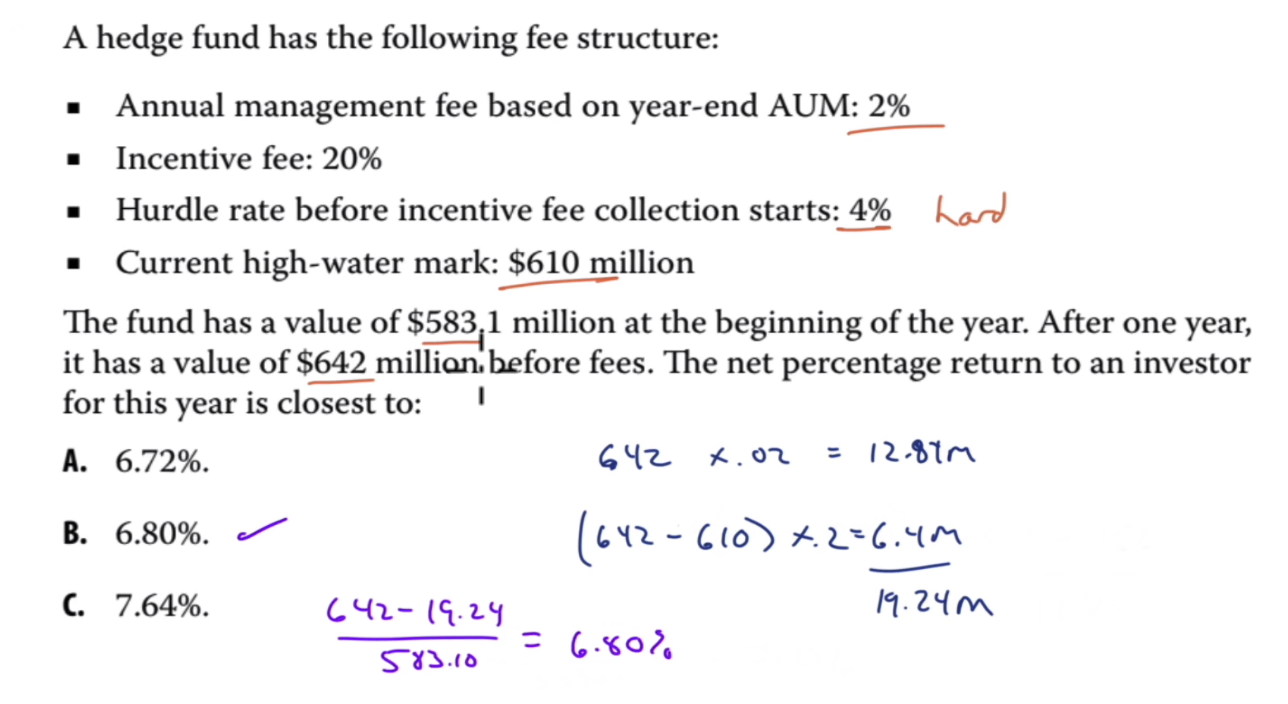 A hedge fund has the following fee structure:
▪ Annual management fee based on year-end AUM: 2%
▪ Incentive fee: 20%
▪ Hurdle rate before incentive fee collection starts: 4% hard
▪ Current high-water mark: $610 million
The fund has a value of $583.1 million at the beginning of the year. After one year,
it has a value of $642 million before fees. The net percentage return to an investor
for this year is closest to:
A. 6.72%.
642 x .02 = 12.84m
B. 6.80%. ✓
(642 - 610) x .2 = 6.4m
C. 7.64%.
19.24m
642 - 19.24
583.10
= 6.80%